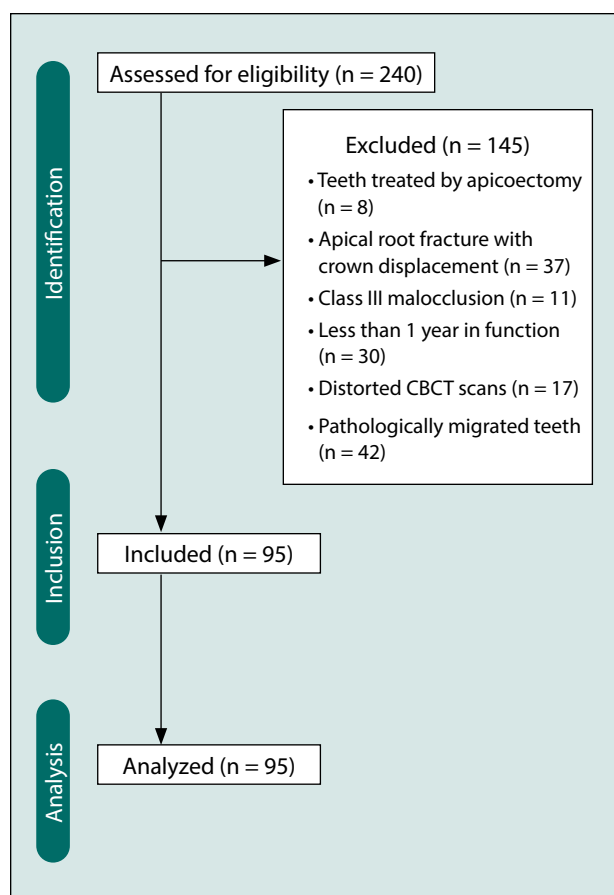 Identification
Assessed for eligibility (n = 240)
Excluded (n = 145)
• Teeth treated by apicoectomy
(n = 8)
• Apical root fracture with
crown displacement (n = 37)
• Class III malocclusion (n = 11)
• Less than 1 year in function
(n = 30)
• Distorted CBCT scans (n = 17)
• Pathologically migrated teeth
(n = 42)
Inclusion
Included (n = 95)
Analysis
Analyzed (n = 95)